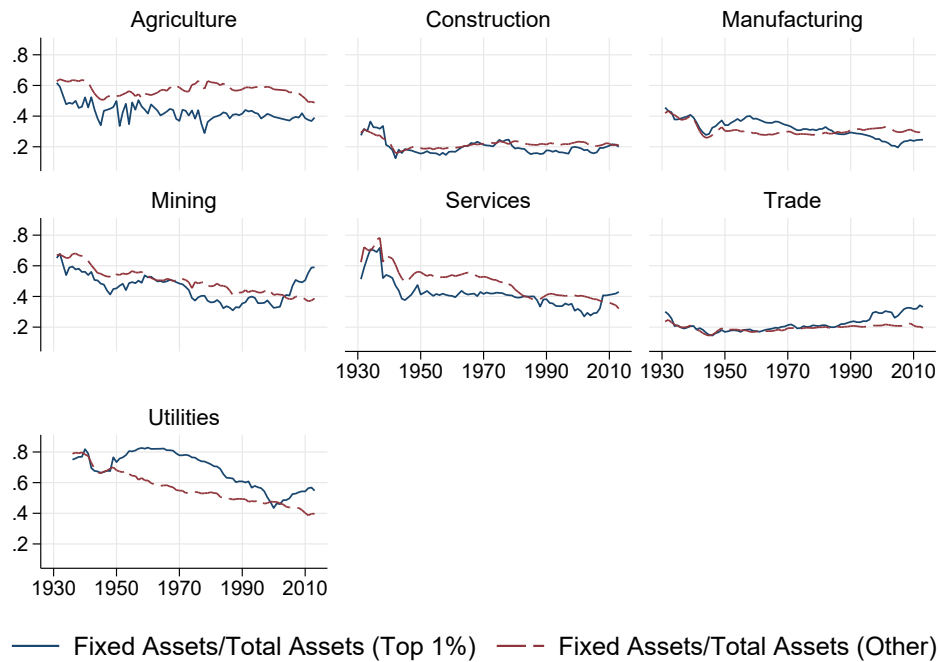 Agriculture Construction Manufacturing
.8
.6
.4
.2
Mining Services Trade
.8
.6
.4
.2
1930 1950 1970 1990 2010 1930 1950 1970 1990 2010
Utilities
.8
.6
.4
.2
1930 1950 1970 1990 2010
Fixed Assets/Total Assets (Top 1%) Fixed Assets/Total Assets (Other)